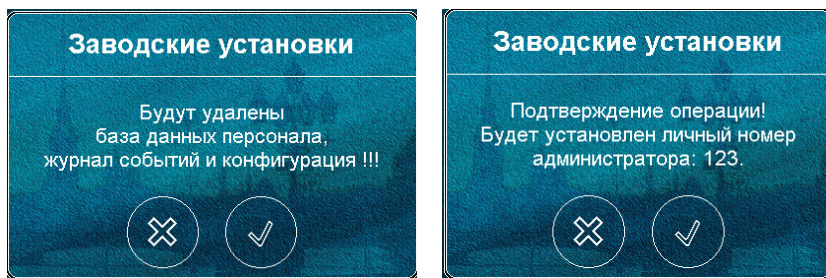 Заводские установки
Будут удалены
база данных персонала,
журнал событий и конфигурация !!!
Заводские установки
Подтверждение операции!
Будет установлен личный номер
администратора: 123.